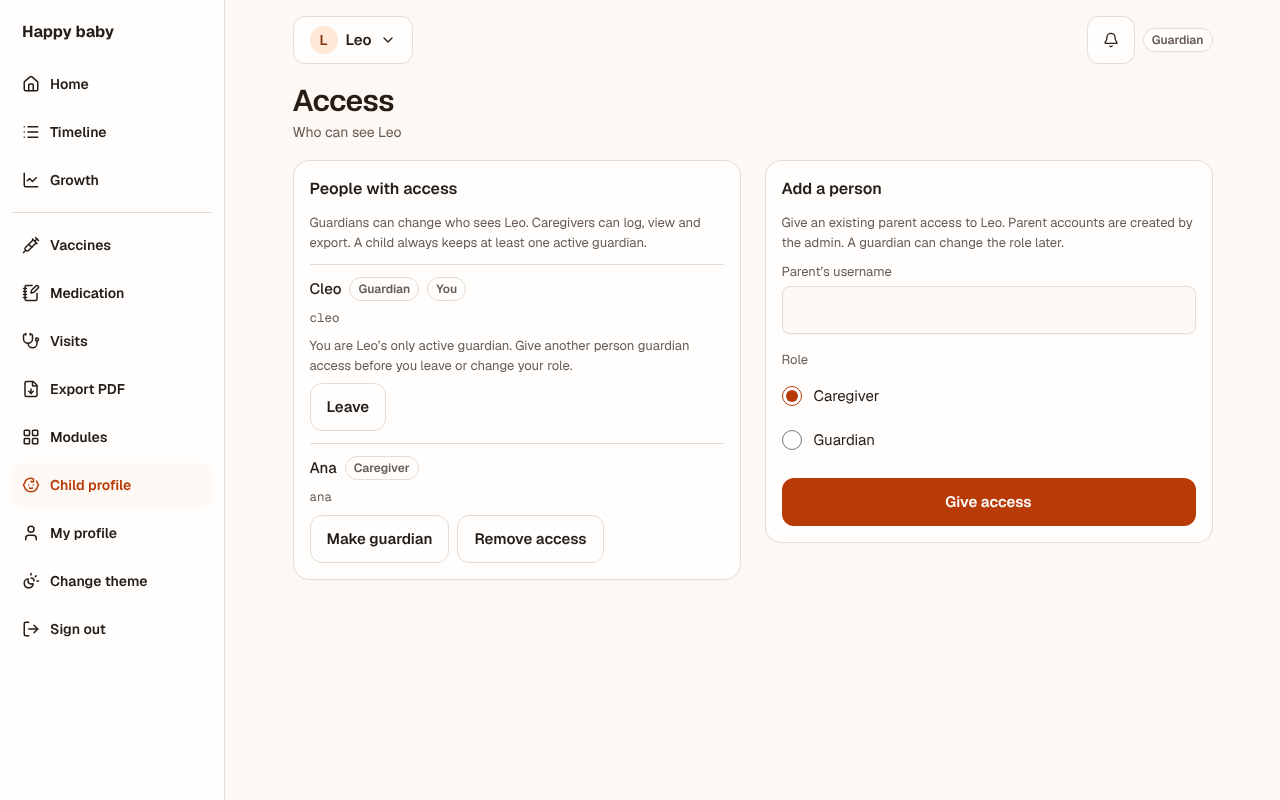 Happy baby
Home
Timeline
Growth
Vaccines
Medication
Visits
Export PDF
Modules
Child profile
My profile
Change theme
Sign out
L Leo
Guardian
Access
Who can see Leo
People with access
Guardians can change who sees Leo. Caregivers can log, view and
export. A child always keeps at least one active guardian.
Cleo Guardian You
cleo
You are Leo’s only active guardian. Give another person guardian
access before you leave or change your role.
Leave
Ana Caregiver
ana
Make guardian Remove access
Add a person
Give an existing parent access to Leo. Parent accounts are created by
the admin. A guardian can change the role later.
Parent’s username
Role
Caregiver
Guardian
Give access